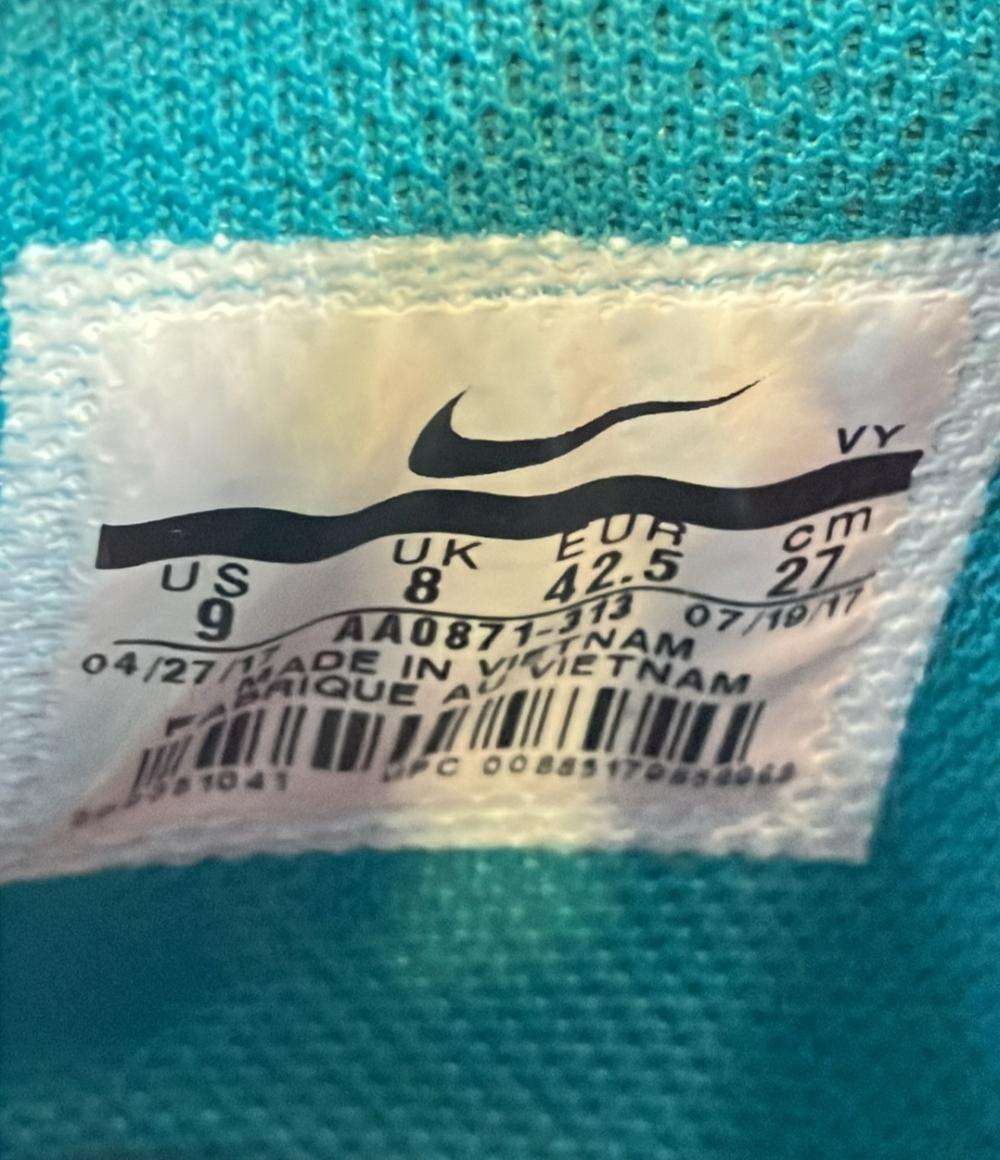 VY
US UK EUR cm
9 8 42.5 27
04/27/17 AA0871-313 07/19/17
MADE IN VIETNAM
FABRIQUE AU VIETNAM
UPC